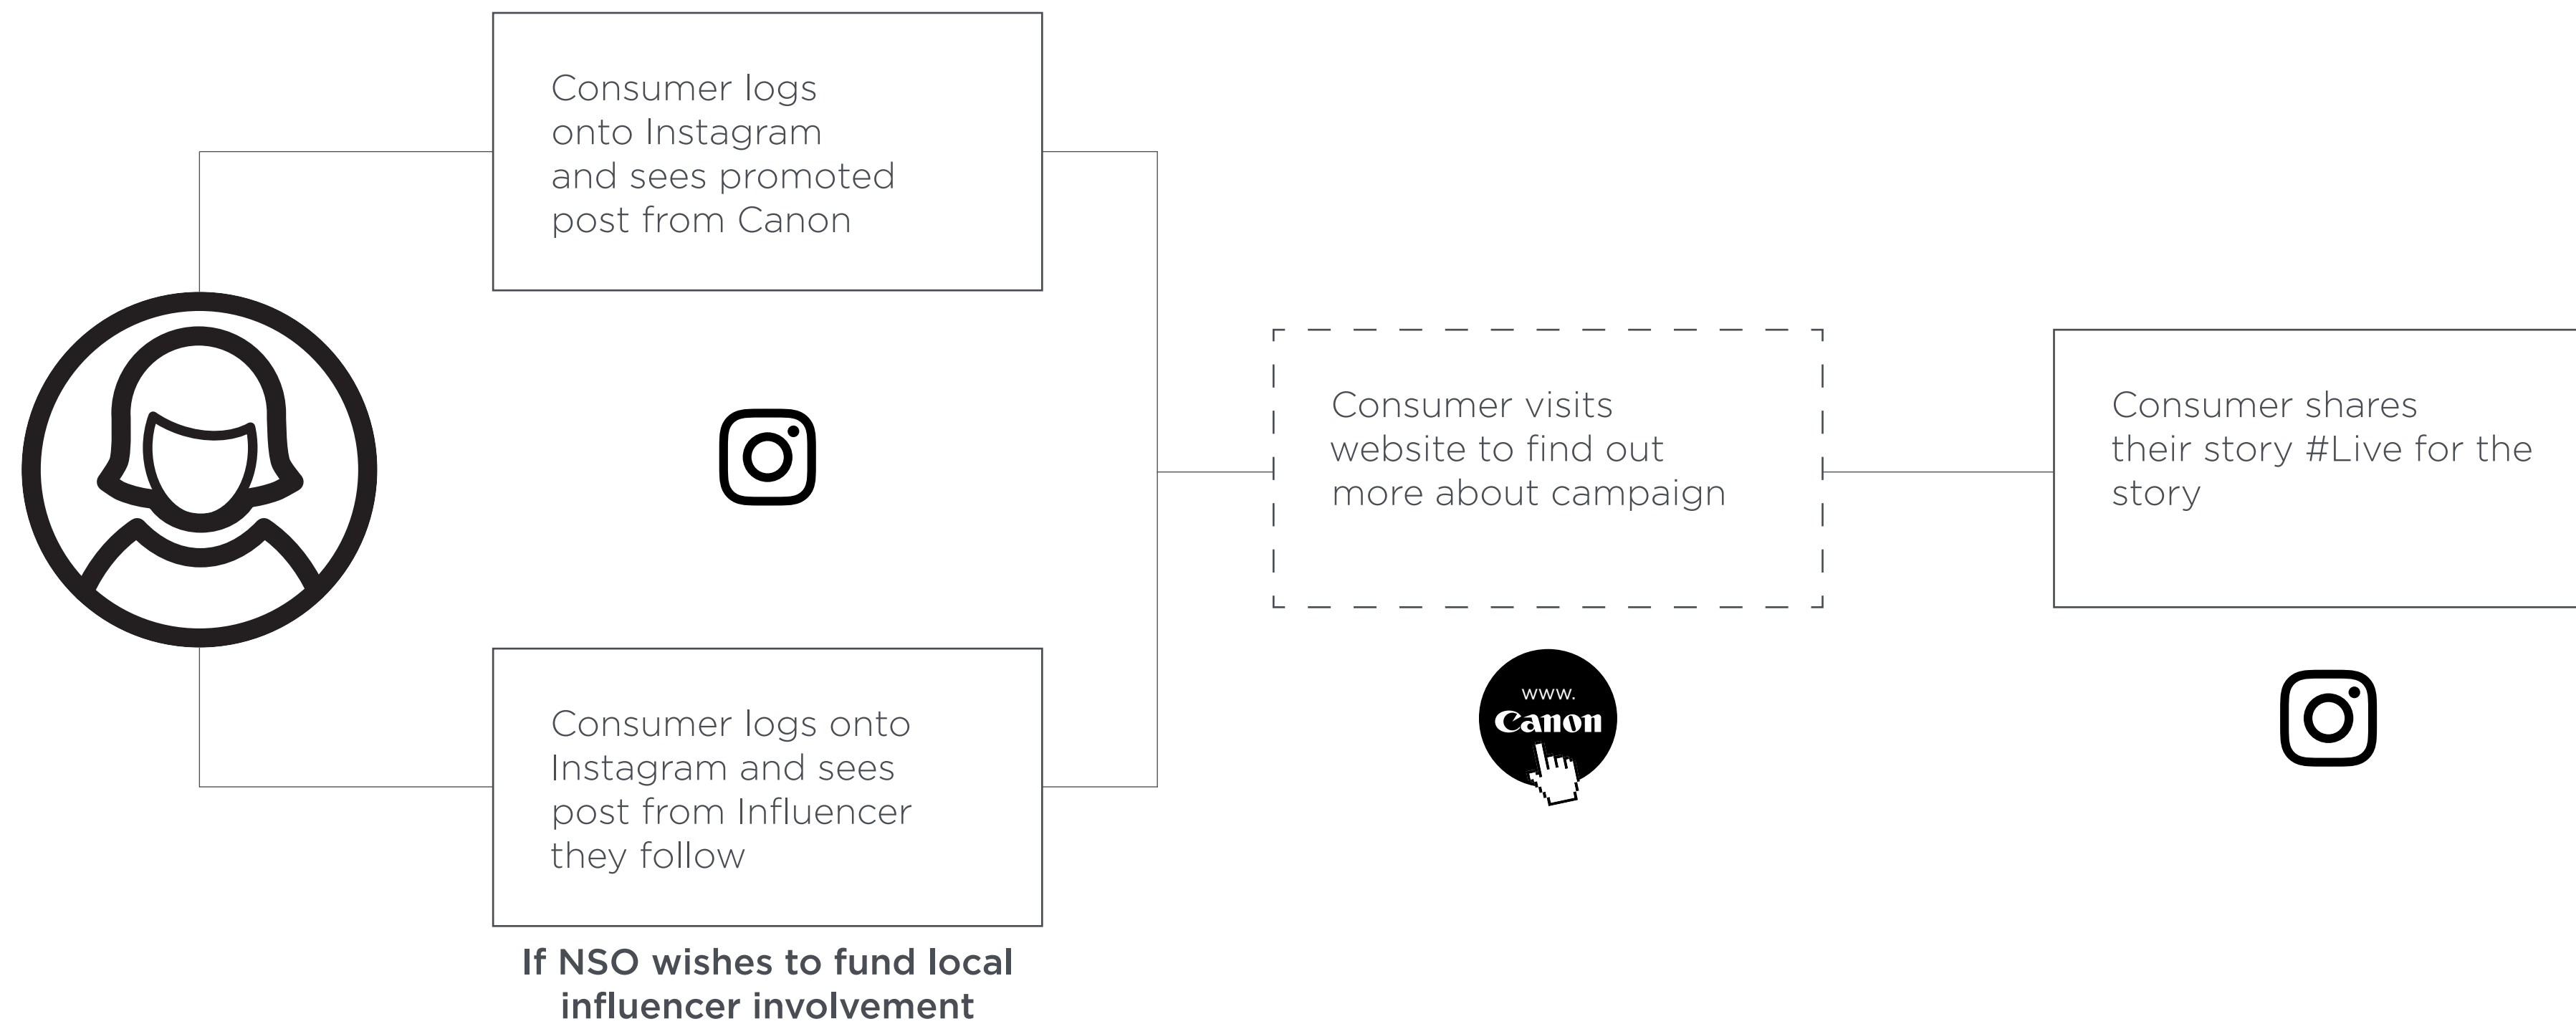 Consumer logs
onto Instagram
and sees promoted
post from Canon
Consumer logs onto
Instagram and sees
post from Influencer
they follow
If NSO wishes to fund local
influencer involvement
Consumer visits
website to find out
more about campaign
www.
Canon
Consumer shares
their story #Live for the
story